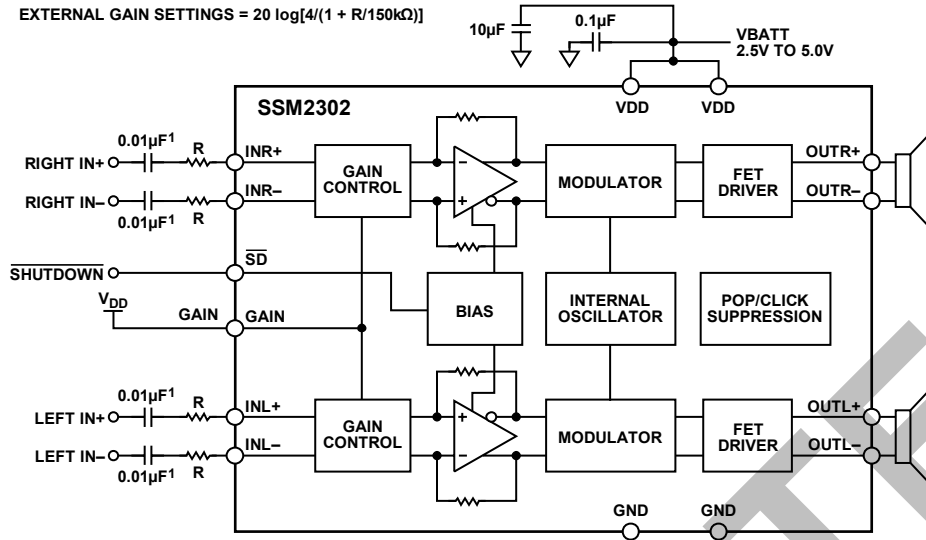 EXTERNAL GAIN SETTINGS = 20 log[4/(1 + R/150kΩ)]
10µF
0.1µF
VBATT
2.5V TO 5.0V
VDD
VDD
SSM2302
0.01µF1
R
RIGHT IN+
INR+
RIGHT IN–
INR–
0.01µF1
R
GAIN
CONTROL
MODULATOR
FET
DRIVER
OUTR+
OUTR–
SHUTDOWN
SD
VDD
GAIN
GAIN
BIAS
INTERNAL
OSCILLATOR
POP/CLICK
SUPPRESSION
0.01µF1
R
LEFT IN+
INL+
LEFT IN–
INL–
0.01µF1
R
GAIN
CONTROL
MODULATOR
FET
DRIVER
OUTL+
OUTL–
GND
GND